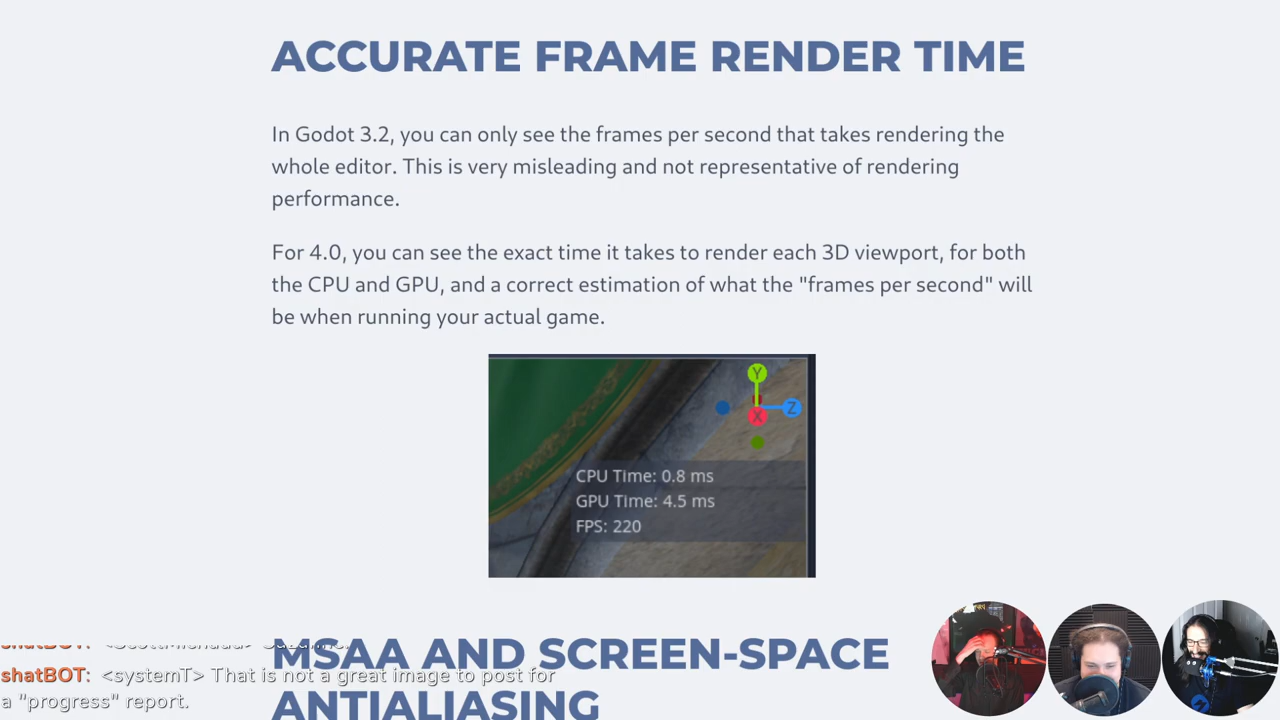 ACCURATE FRAME RENDER TIME
In Godot 3.2, you can only see the frames per second that takes rendering the
whole editor. This is very misleading and not representative of rendering
performance.
For 4.0, you can see the exact time it takes to render each 3D viewport, for both
the CPU and GPU, and a correct estimation of what the "frames per second" will
be when running your actual game.
Y
Z
X
CPU Time: 0.8 ms
GPU Time: 4.5 ms
FPS: 220
MSAA AND SCREEN-SPACE
ANTIALIASING
shatBOT:
shatBOT: <systemT> That is not a great image to post for
a "progress" report.